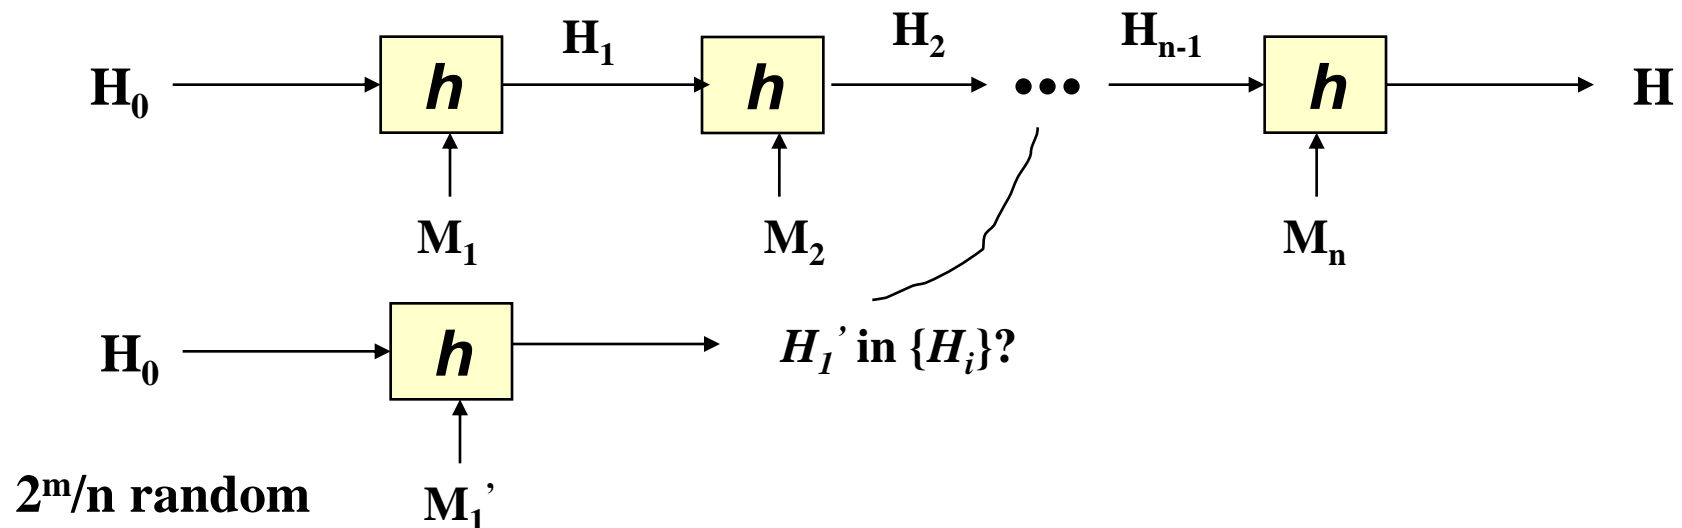 H₁ H₂ Hₙ₋₁
H₀ h h ••• h H
M₁ M₂ Mₙ
H₀ h H₁’ in {Hᵢ}?
2ᵐ/n random M₁’